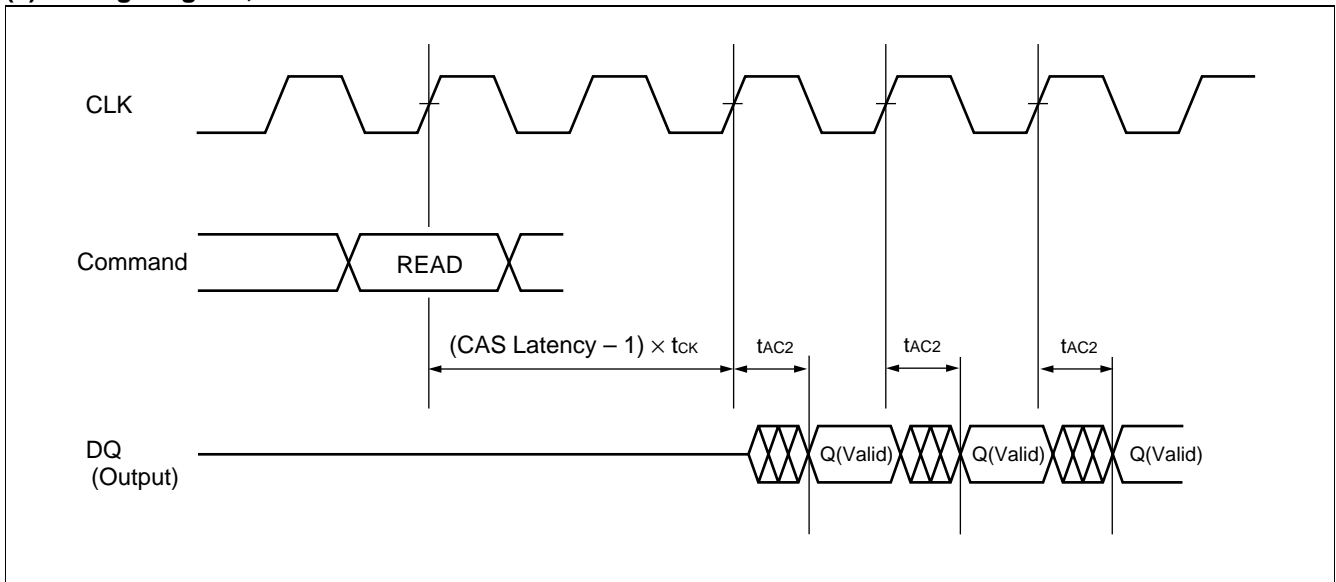 CLK
Command
READ
(CAS Latency – 1) × tCK
tAC2
tAC2
tAC2
DQ
(Output)
Q(Valid)
Q(Valid)
Q(Valid)